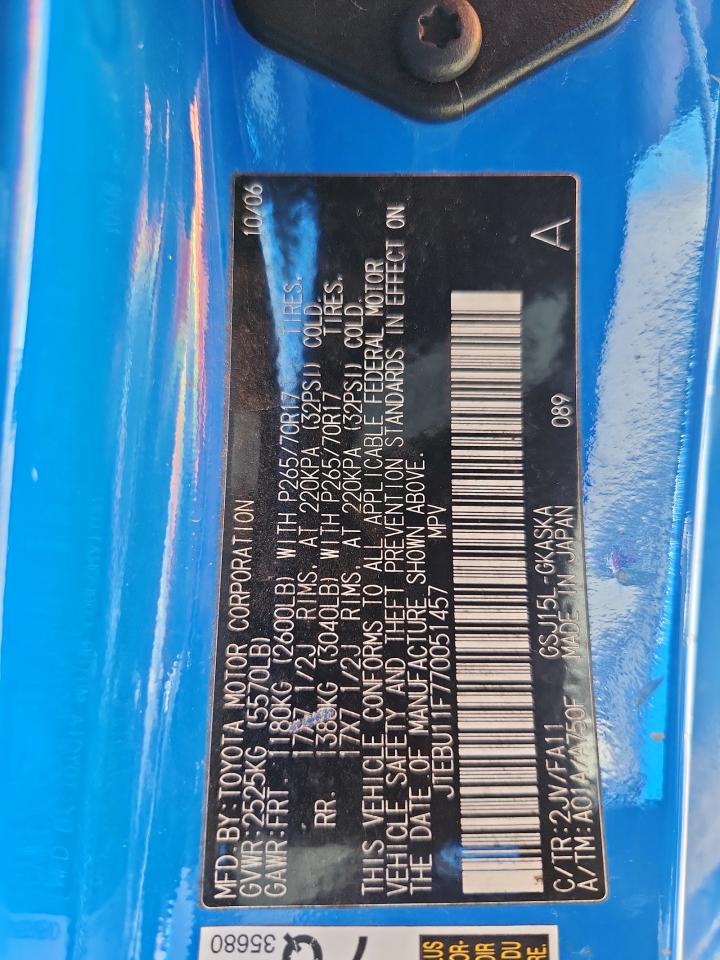 MFD.BY:TOYOTA MOTOR CORPORATION 10/06
GVWR:2525KG (5570LB)
GAWR:FRT. 1180KG (2600LB) WITH P265/70R17 TIRES.
17X7 1/2J RIMS, AT 220KPA (32PSI) COLD.
RR. 1380KG (3040LB) WITH P265/70R17 TIRES.
17X7 1/2J RIMS, AT 220KPA (32PSI) COLD.
THIS VEHICLE CONFORMS TO ALL APPLICABLE FEDERAL MOTOR
VEHICLE SAFETY AND THEFT PREVENTION STANDARDS IN EFFECT ON
THE DATE OF MANUFACTURE SHOWN ABOVE.
JTEBU11F770051457 MPV
C/TR:2JV/FA11 GSJ15L-GKASKA 089 A
A/TM:A01A/A750F MADE IN JAPAN
35680